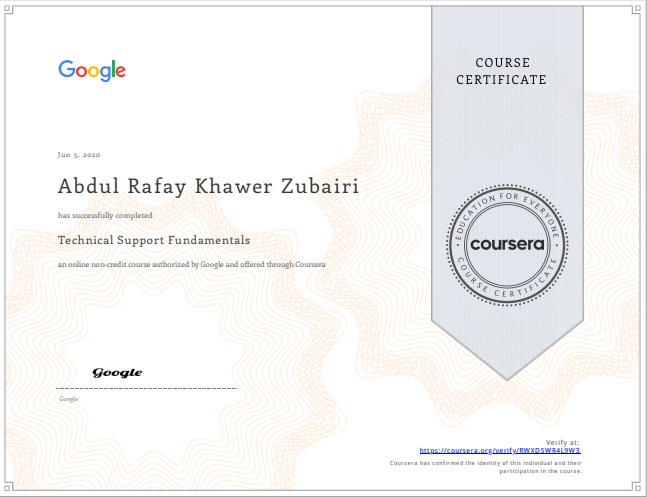 Google
COURSE
CERTIFICATE
Jun 5, 2020
Abdul Rafay Khawer Zubairi
has successfully completed
Technical Support Fundamentals
an online non-credit course authorized by Google and offered through Coursera
EDUCATION FOR EVERYONE
coursera
COURSE CERTIFICATE
Google
Google
Verify at:
https://coursera.org/verify/RWXDSWR4L9W3
Coursera has confirmed the identity of this individual and their
participation in the course.